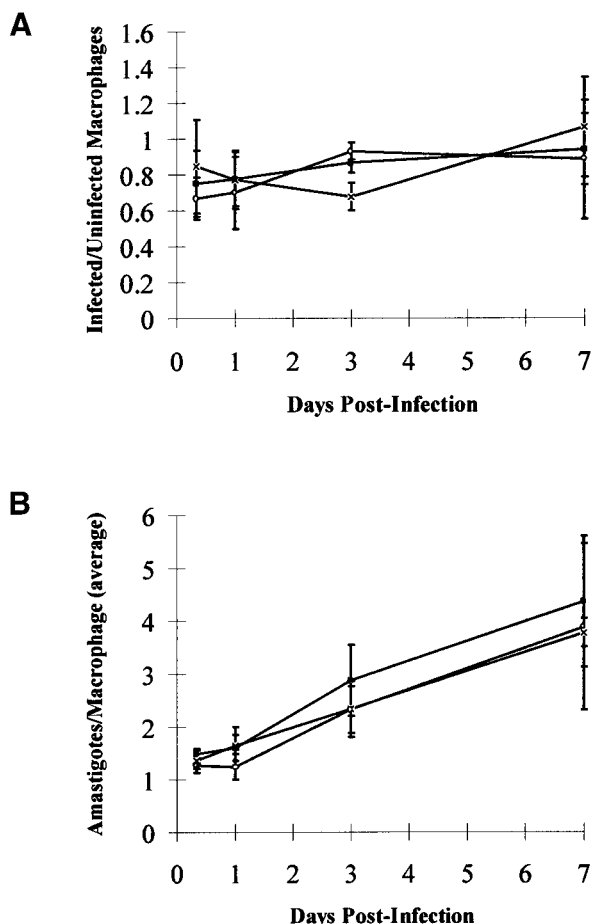 A
Infected/Uninfected Macrophages
1.6
1.4
1.2
1
0.8
0.6
0.4
0.2
0
0 1 2 3 4 5 6 7
Days Post-Infection
B
Amastigotes/Macrophage (average)
6
5
4
3
2
1
0
0 1 2 3 4 5 6 7
Days Post-Infection